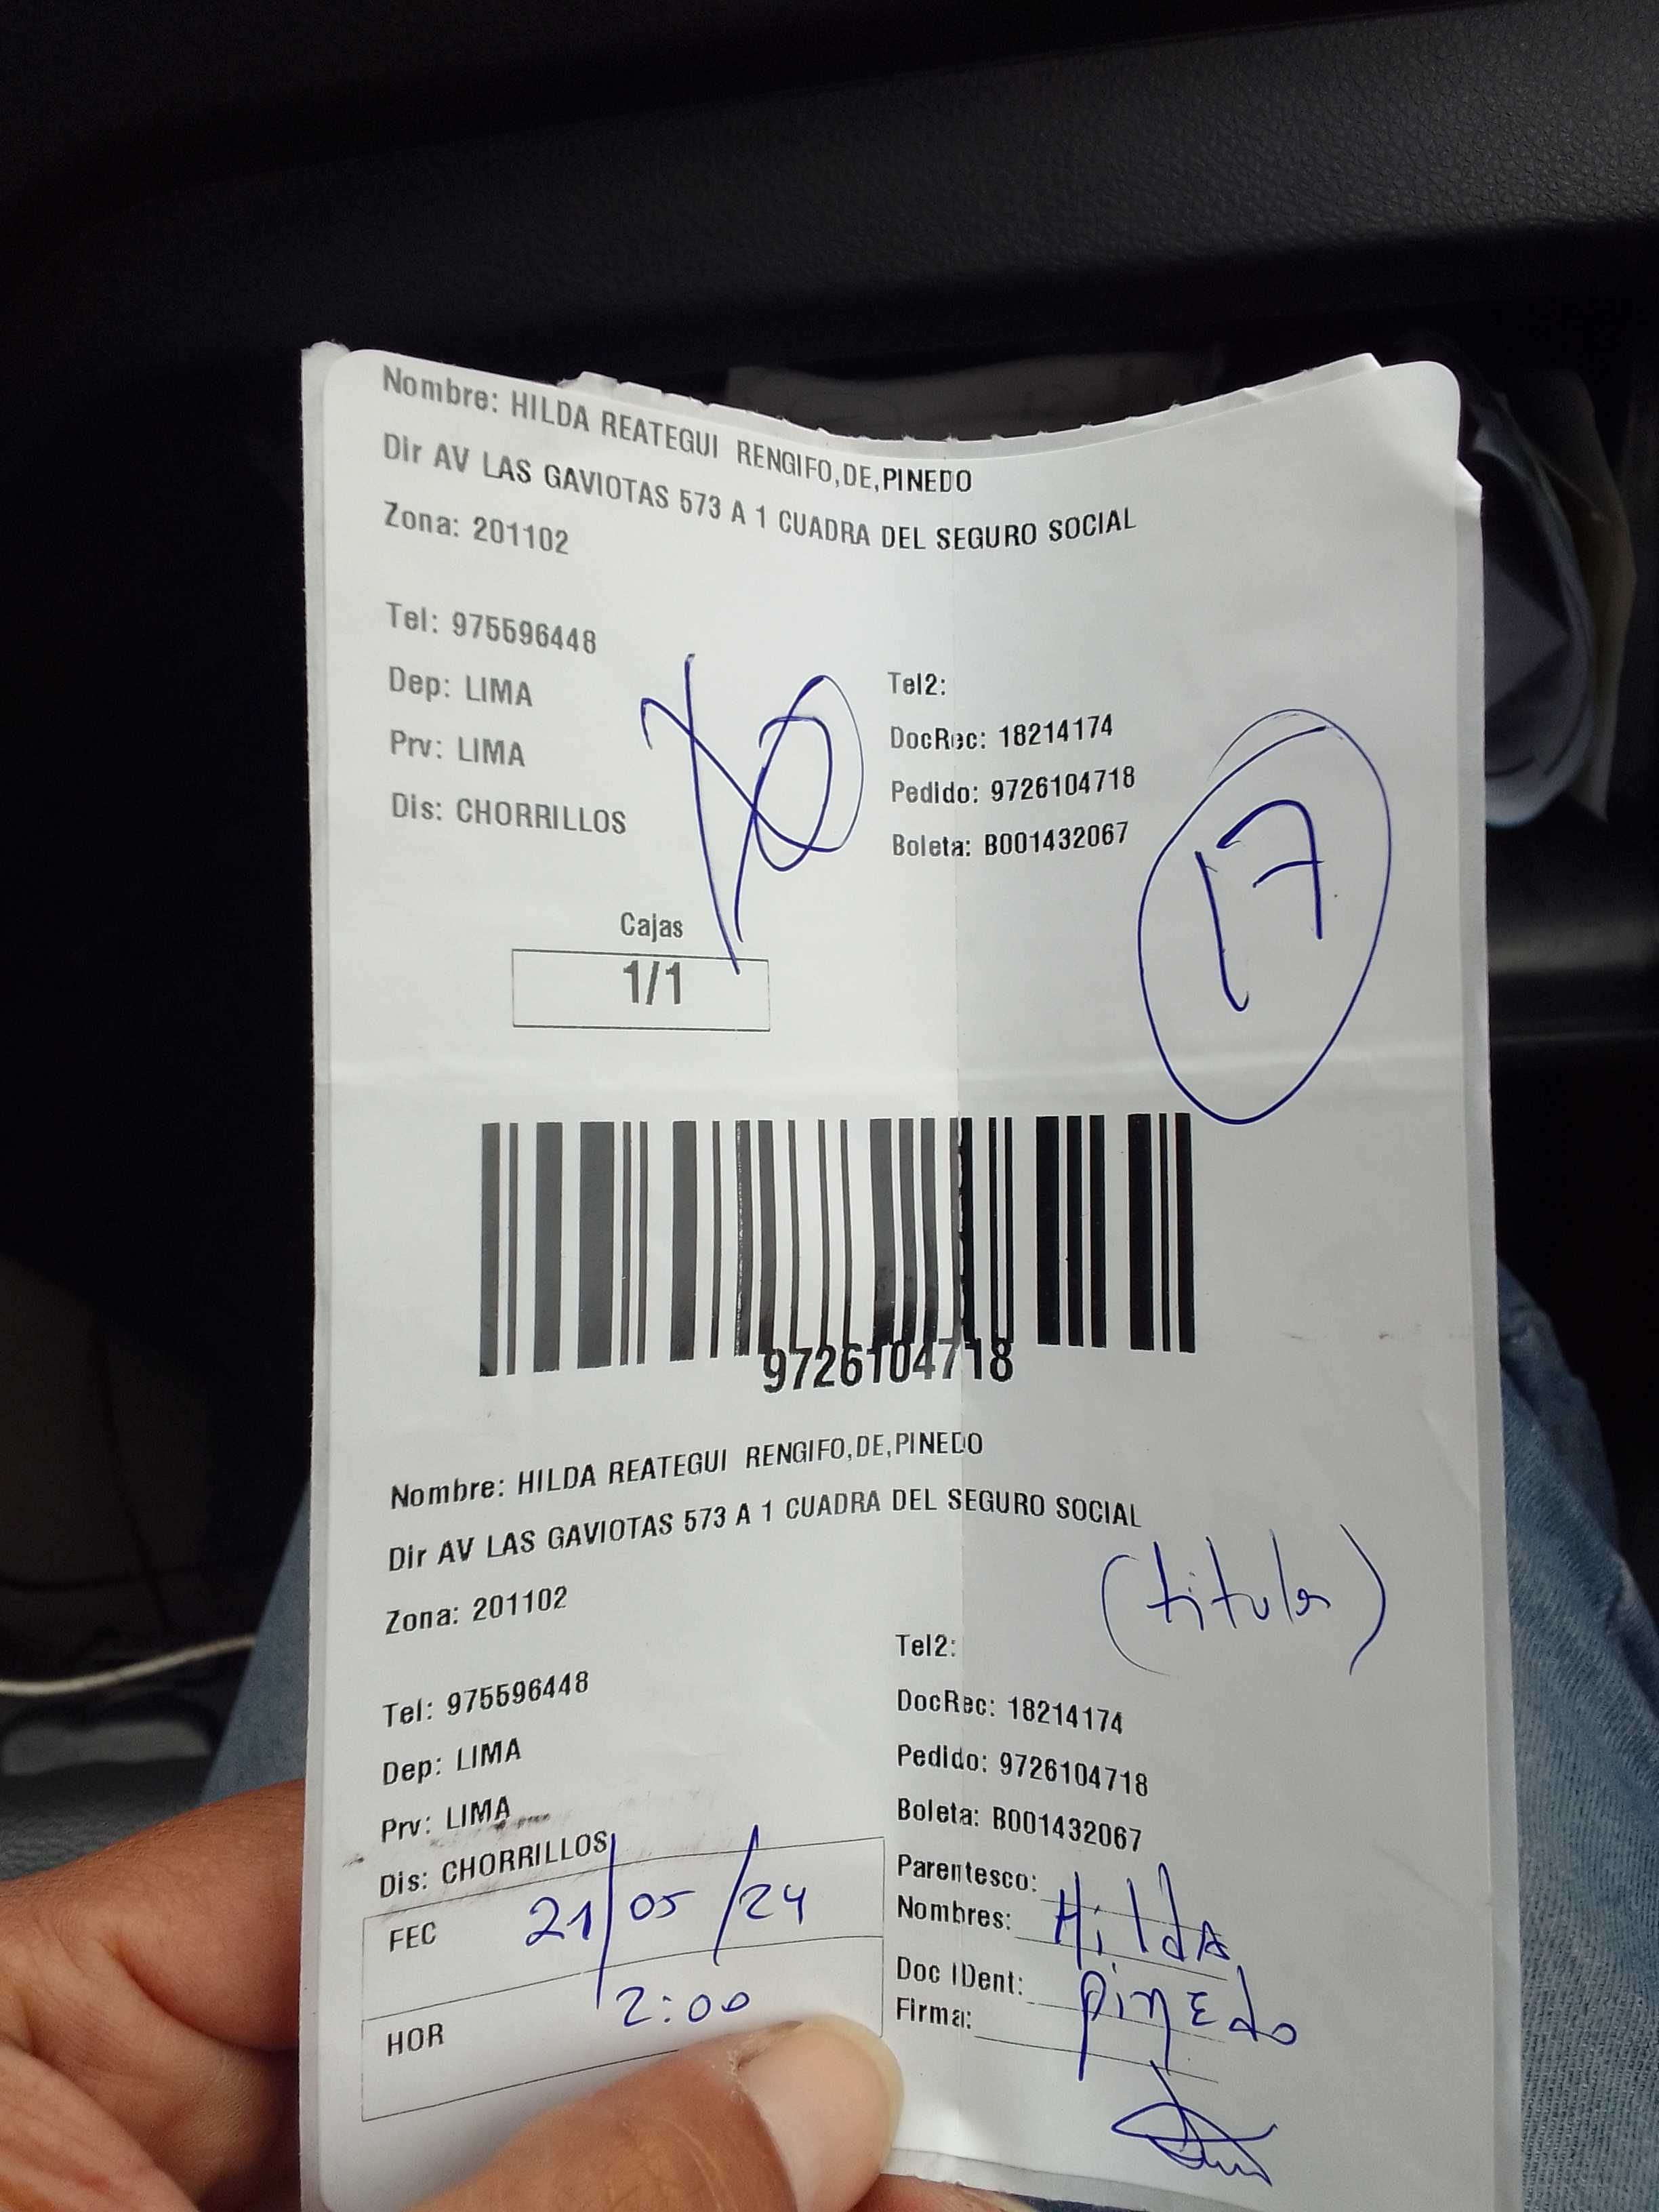 Nombre: HILDA REATEGUI RENGIFO,DE,PINEDO
Dir AV LAS GAVIOTAS 573 A 1 CUADRA DEL SEGURO SOCIAL
Zona: 201102
Tel: 975596448
Tel2:
Dep: LIMA
DocRec: 18214174
Prv: LIMA
Pedido: 9726104718
Dis: CHORRILLOS
Boleta: B001432067
17
Cajas
1/1
9726104718
Nombre: HILDA REATEGUI RENGIFO,DE,PINEDO
Dir AV LAS GAVIOTAS 573 A 1 CUADRA DEL SEGURO SOCIAL
Zona: 201102
(titular)
Tel: 975596448
Tel2:
Dep: LIMA
DocRec: 18214174
Prv: LIMA
Pedido: 9726104718
Dis: CHORRILLOS
Boleta: B001432067
FEC 21/05/24
Parentesco:
Nombres: Hilda
HOR 12:00
Doc IDent: pinedo
Firma: